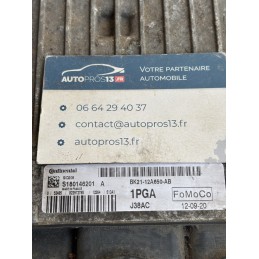 AUTOPROS13.FR
VOTRE PARTENAIRE
AUTOMOBILE
06 64 29 40 37
contact@autopros13.fr
autopros13.fr
Continental
S180146201 A
BK21-12A650-AB
1PGA
FoMoCo
J38AC
12-09-20